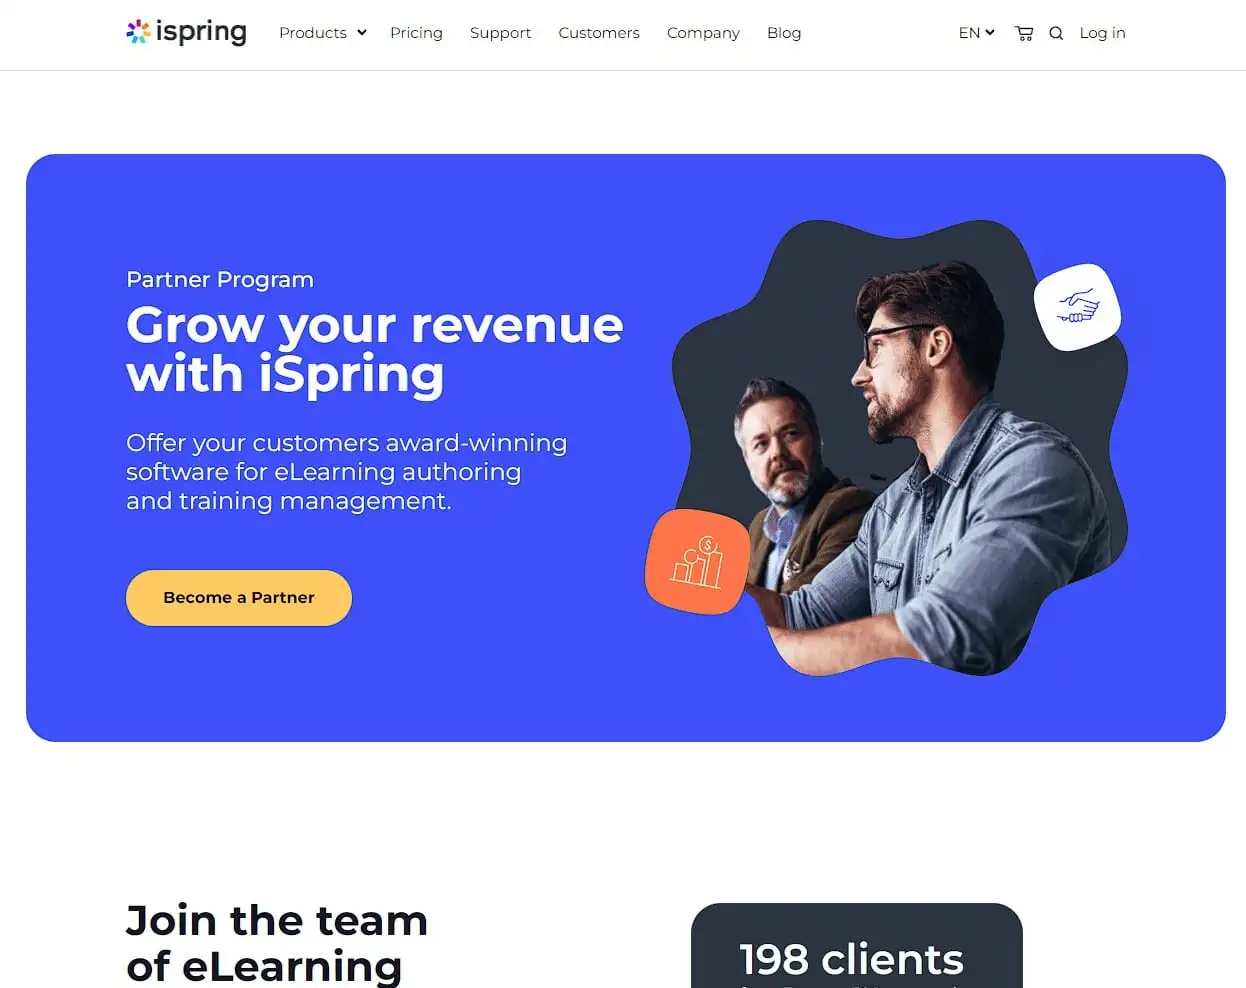 ispring
Products Pricing Support Customers Company Blog
EN Log in
Partner Program
Grow your revenue
with iSpring
Offer your customers award-winning
software for eLearning authoring
and training management.
Become a Partner
$
Join the team
of eLearning
198 clients